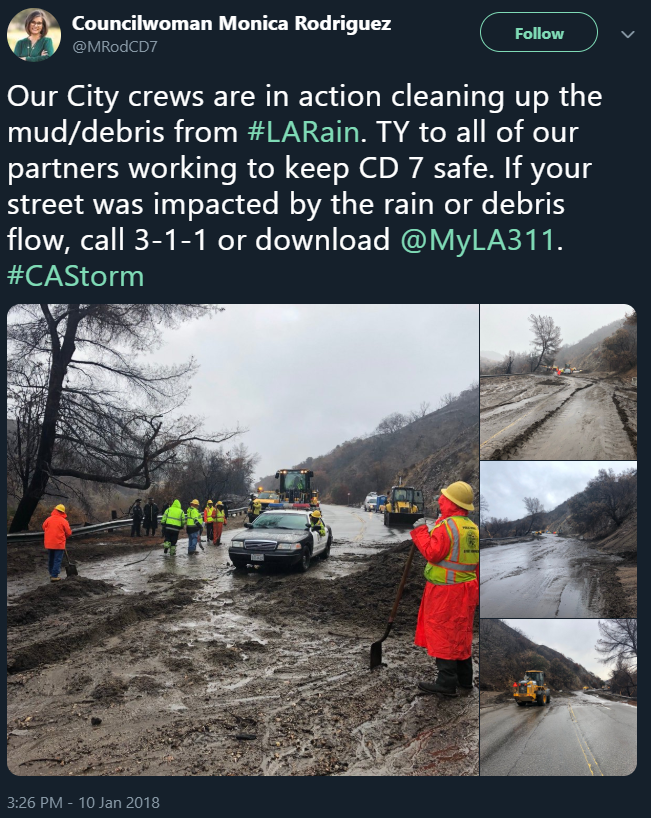 Councilwoman Monica Rodriguez
@MRodCD7
Follow
Our City crews are in action cleaning up the
mud/debris from #LARain. TY to all of our
partners working to keep CD 7 safe. If your
street was impacted by the rain or debris
flow, call 3-1-1 or download @MyLA311.
#CAStorm
3:26 PM - 10 Jan 2018